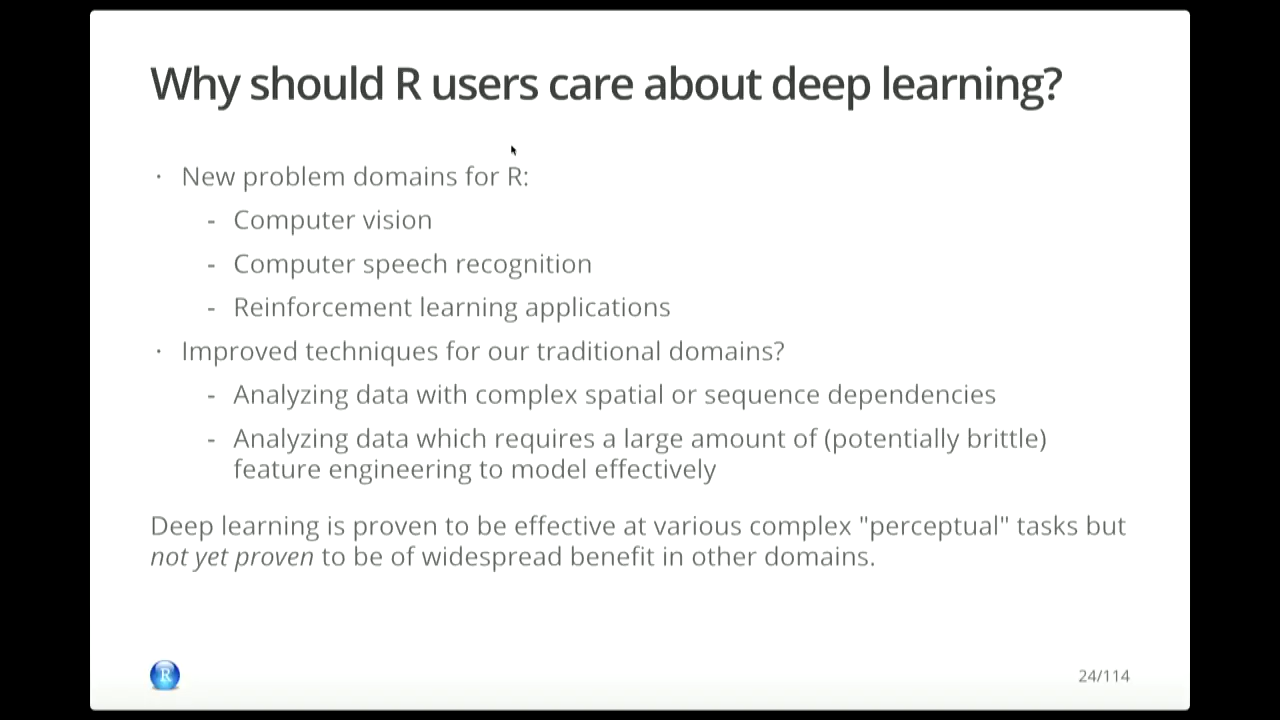 Why should R users care about deep learning?
· New problem domains for R:
- Computer vision
- Computer speech recognition
- Reinforcement learning applications
· Improved techniques for our traditional domains?
- Analyzing data with complex spatial or sequence dependencies
- Analyzing data which requires a large amount of (potentially brittle)
feature engineering to model effectively
Deep learning is proven to be effective at various complex "perceptual" tasks but
not yet proven to be of widespread benefit in other domains.
R
24/114